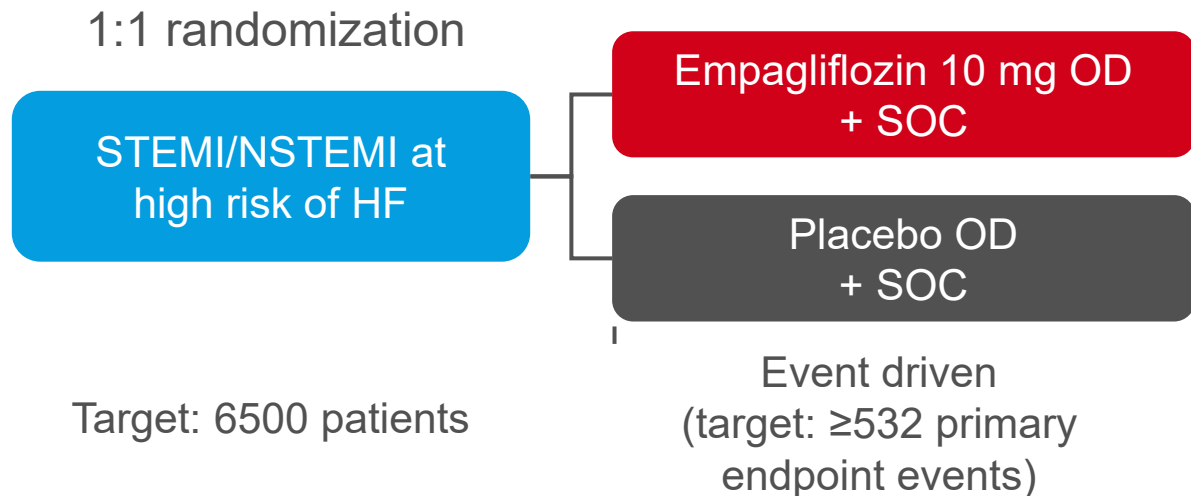 1:1 randomization
STEMI/NSTEMI at
high risk of HF
Empagliflozin 10 mg OD
+ SOC
Placebo OD
+ SOC
Target: 6500 patients
Event driven
(target: ≥532 primary
endpoint events)